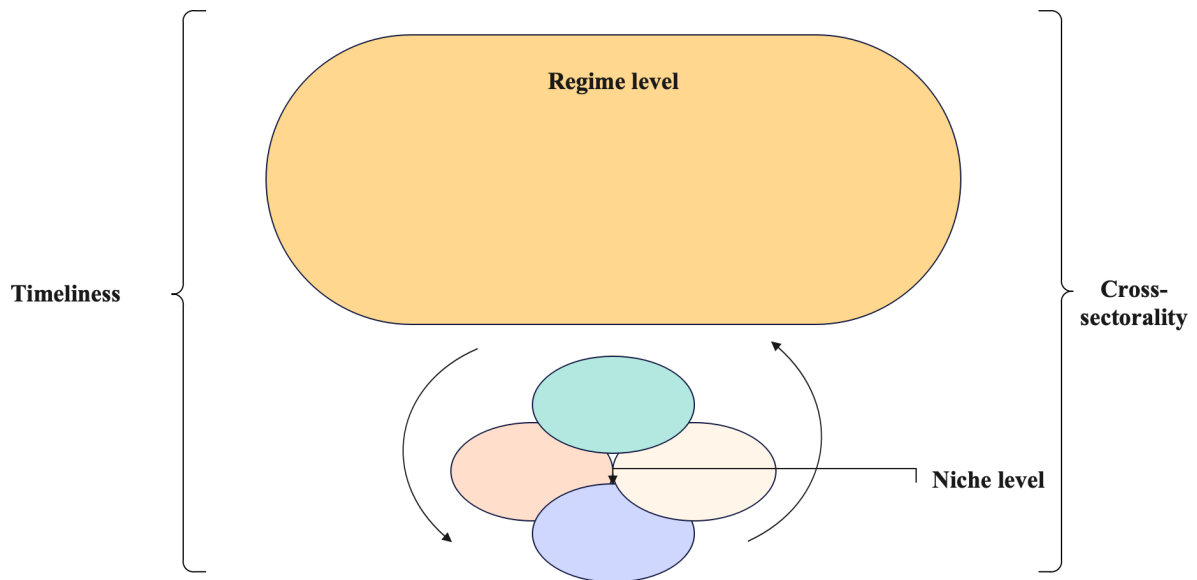 Regime level
Timeliness
Cross-
sectorality
Niche level